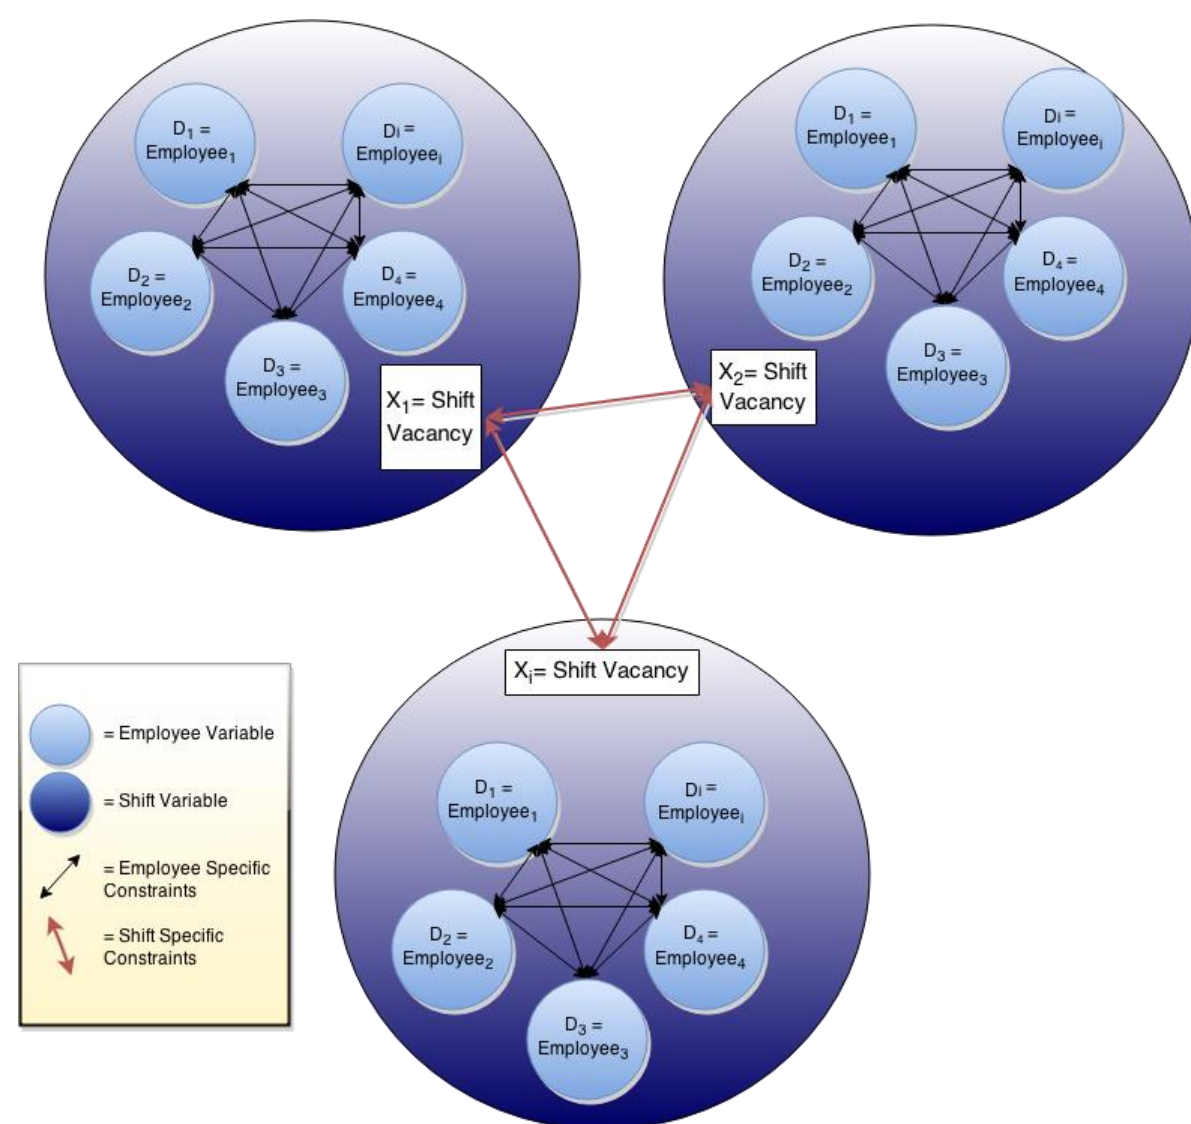 D₁ =
Employee₁
Di =
Employeeᵢ
D₂ =
Employee₂
D₄ =
Employee₄
D₃ =
Employee₃
X₁= Shift
Vacancy
D₁ =
Employee₁
Di =
Employeeᵢ
D₂ =
Employee₂
D₄ =
Employee₄
D₃ =
Employee₃
X₂= Shift
Vacancy
Xᵢ= Shift Vacancy
D₁ =
Employee₁
Di =
Employeeᵢ
D₂ =
Employee₂
D₄ =
Employee₄
D₃ =
Employee₃
= Employee Variable
= Shift Variable
= Employee Specific
Constraints
= Shift Specific
Constraints